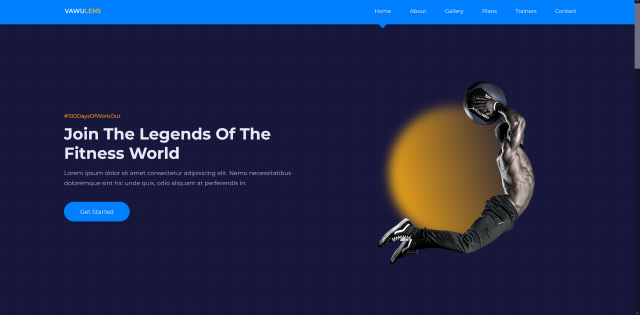 VAWULENS
Home About Gallery Plans Trainers Contact
#100DaysOfWorkOut
Join The Legends Of The
Fitness World
Lorem ipsum dolor sit amet consectetur adipisicing elit. Nemo necessitatibus
doloremque sint hic unde quis, odio aliquam at perferendis in.
Get Started